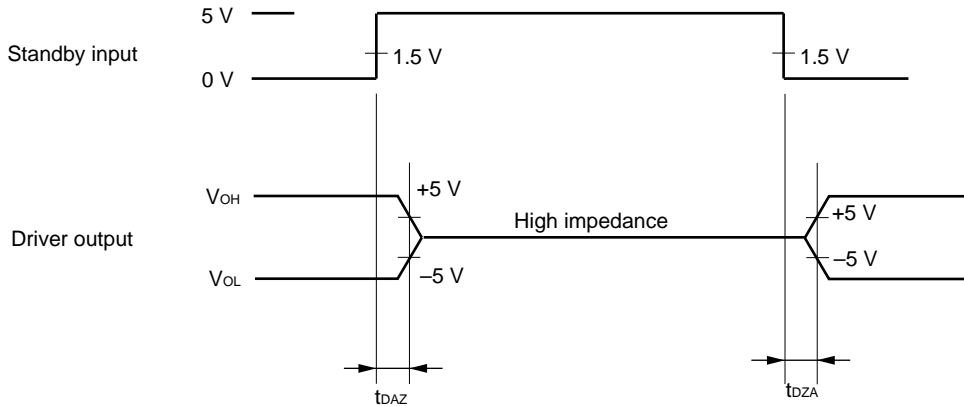 5 V
Standby input
1.5 V
1.5 V
0 V
VOH
+5 V
+5 V
Driver output
High impedance
VOL
–5 V
–5 V
tDAZ
tDZA